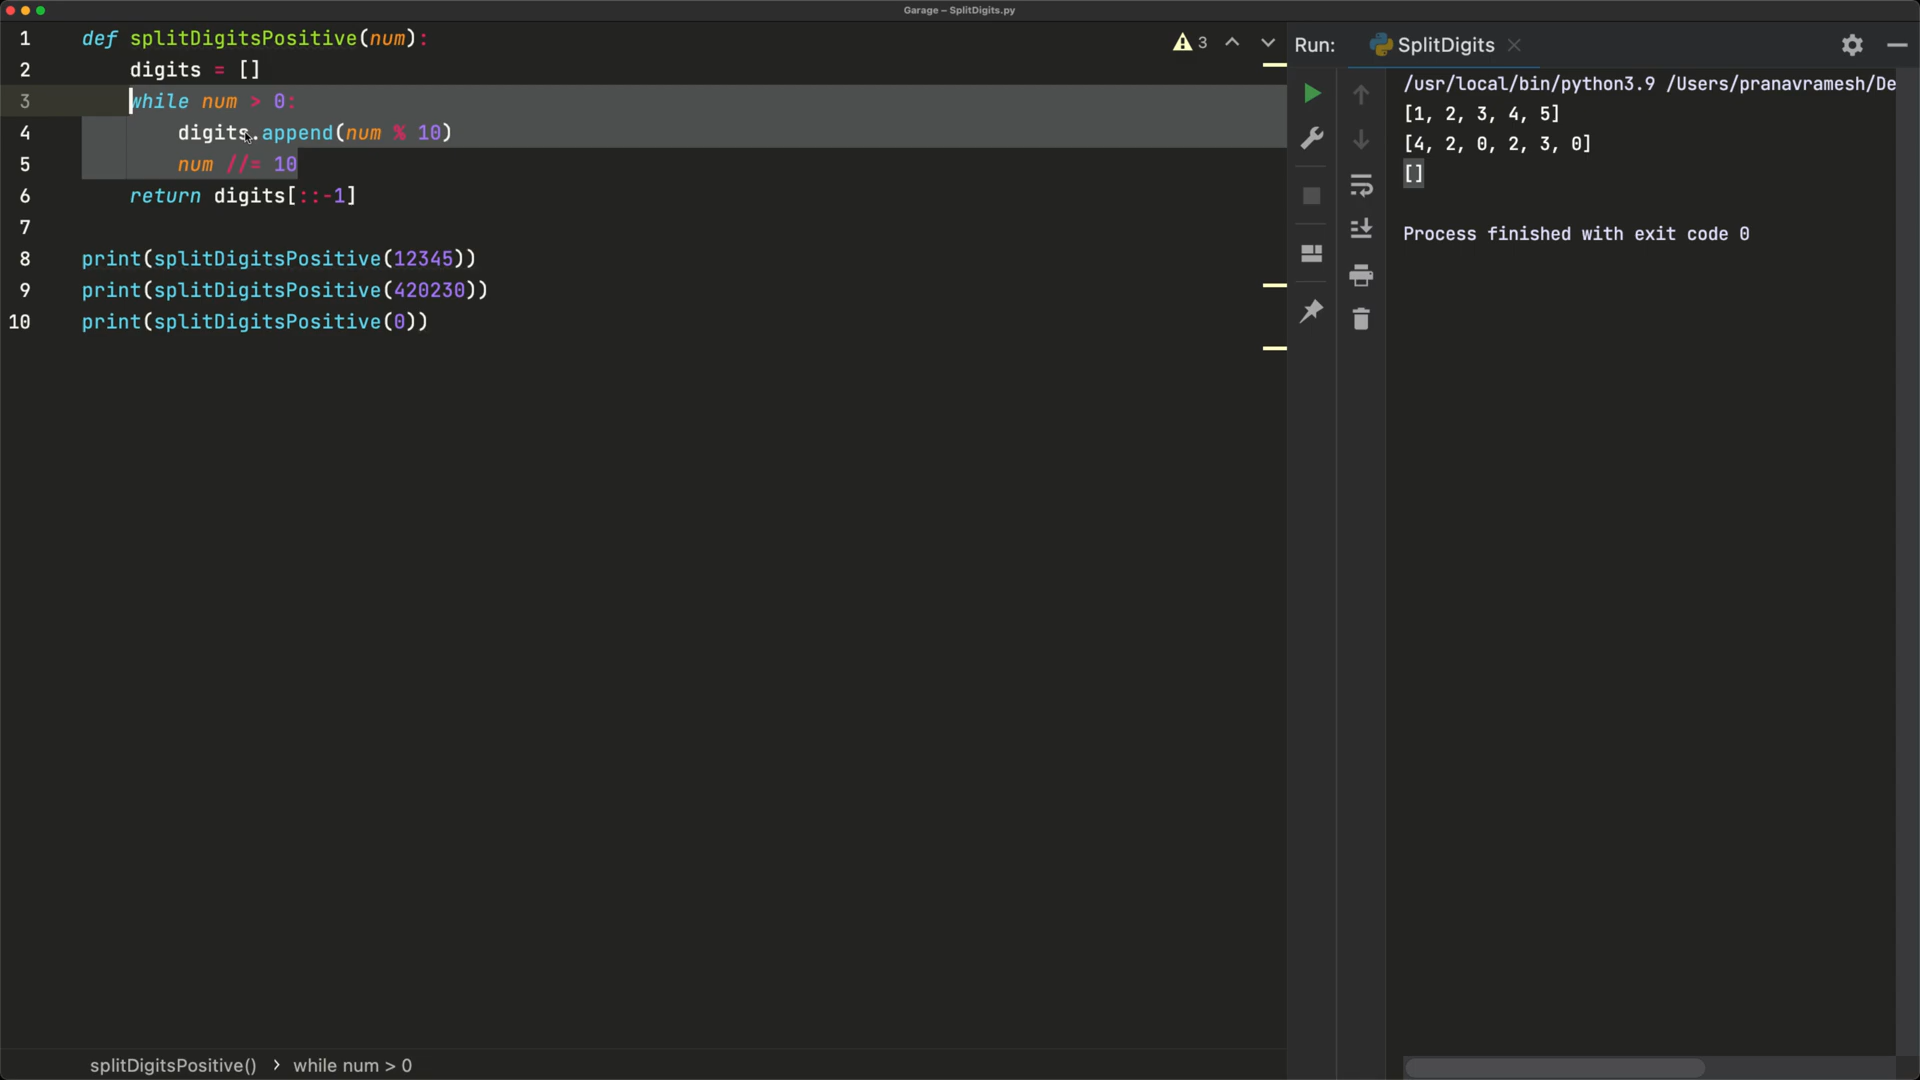 Garage – SplitDigits.py
1 def splitDigitsPositive(num):
2 digits = []
3 while num > 0:
4 digits.append(num % 10)
5 num //= 10
6 return digits[::-1]
7
8 print(splitDigitsPositive(12345))
9 print(splitDigitsPositive(420230))
10 print(splitDigitsPositive(0))
3
Run: SplitDigits
/usr/local/bin/python3.9 /Users/pranavramesh/De
[1, 2, 3, 4, 5]
[4, 2, 0, 2, 3, 0]
[]
Process finished with exit code 0
splitDigitsPositive() › while num > 0